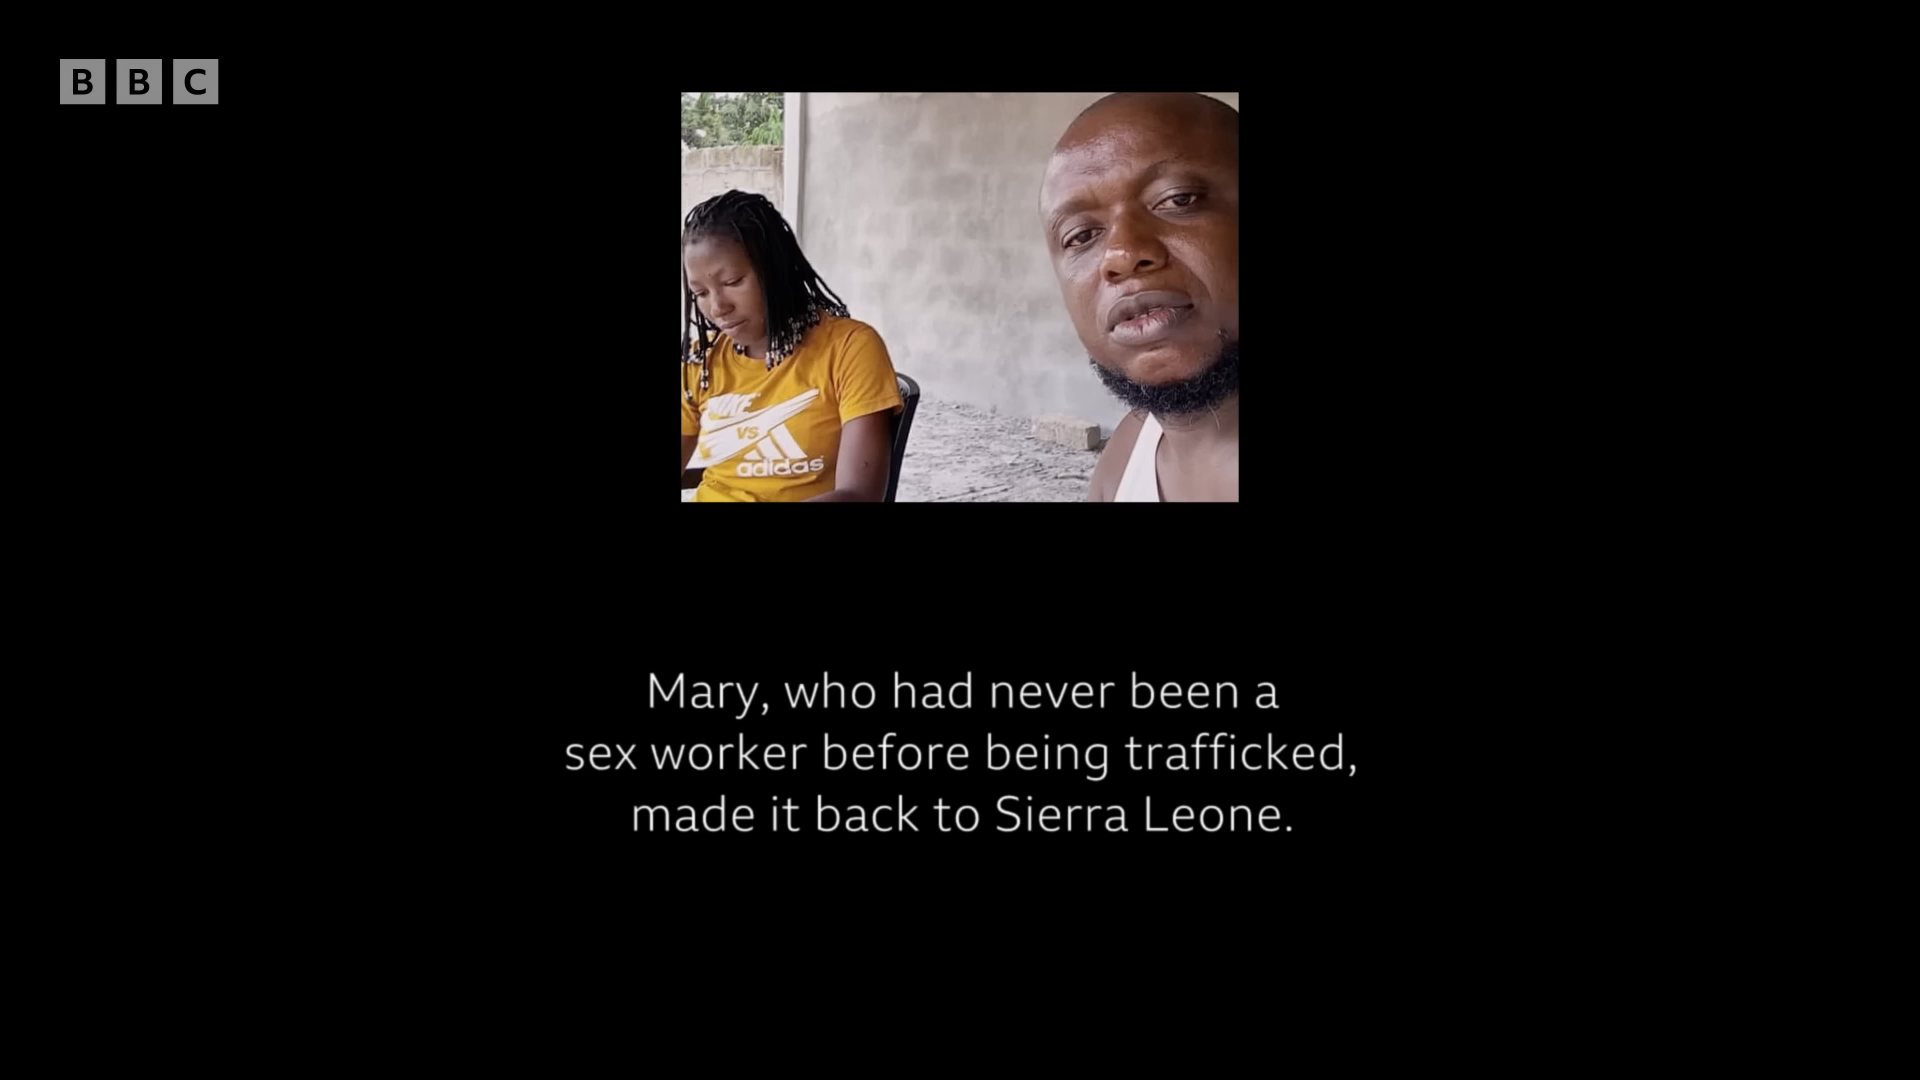 BBC
NIKE
VS
adidas
Mary, who had never been a
sex worker before being trafficked,
made it back to Sierra Leone.